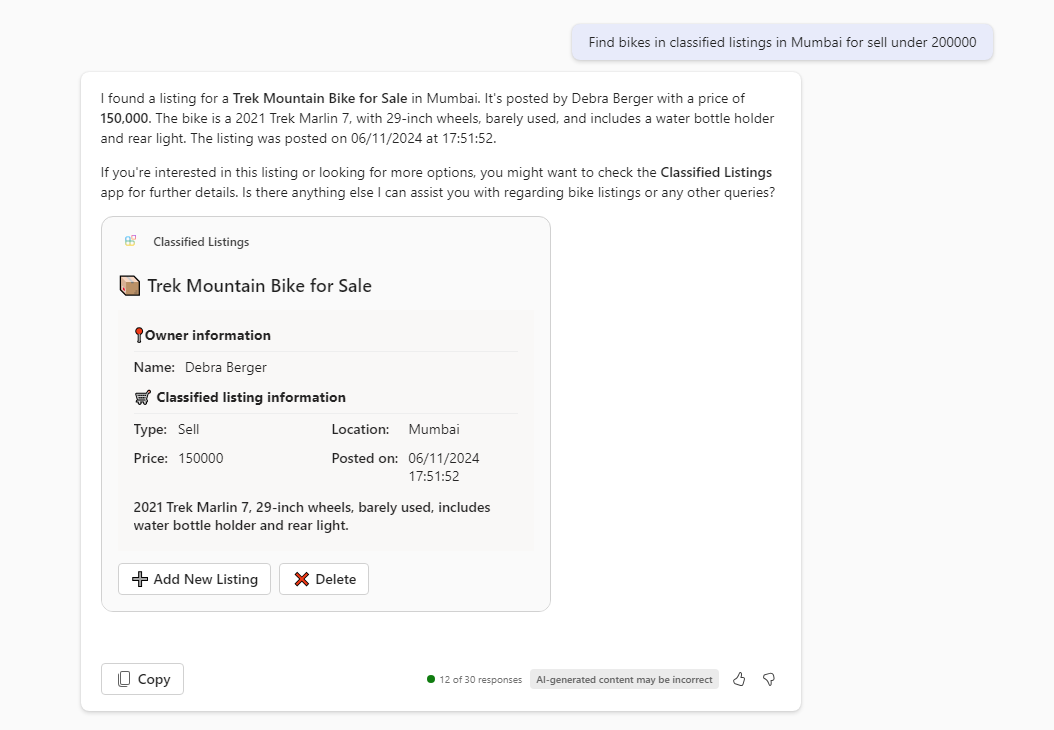 Find bikes in classified listings in Mumbai for sell under 200000
I found a listing for a Trek Mountain Bike for Sale in Mumbai. It's posted by Debra Berger with a price of
150,000. The bike is a 2021 Trek Marlin 7, with 29-inch wheels, barely used, and includes a water bottle holder
and rear light. The listing was posted on 06/11/2024 at 17:51:52.
If you're interested in this listing or looking for more options, you might want to check the Classified Listings
app for further details. Is there anything else I can assist you with regarding bike listings or any other queries?
Classified Listings
Trek Mountain Bike for Sale
Owner information
Name: Debra Berger
Classified listing information
Type: Sell Location: Mumbai
Price: 150000 Posted on: 06/11/2024
17:51:52
2021 Trek Marlin 7, 29-inch wheels, barely used, includes
water bottle holder and rear light.
Add New Listing Delete
Copy 12 of 30 responses AI-generated content may be incorrect